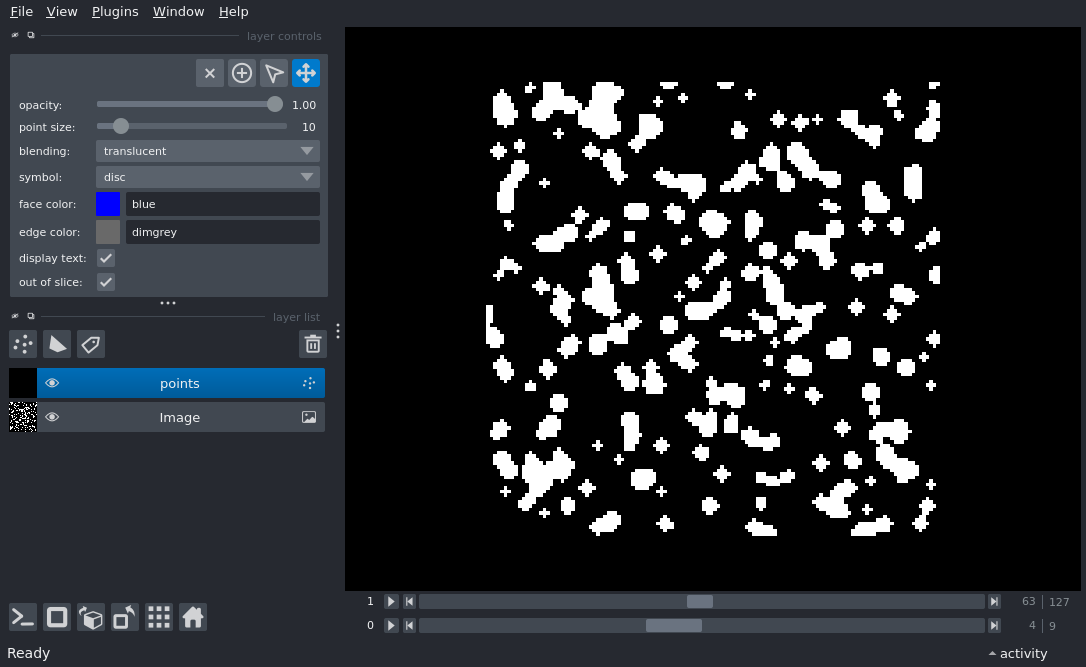 File View Plugins Window Help
layer controls
opacity: 1.00
point size: 10
blending: translucent
symbol: disc
face color: blue
edge color: dimgrey
display text:
out of slice:
layer list
points
Image
1 63 127
0 4 9
Ready activity